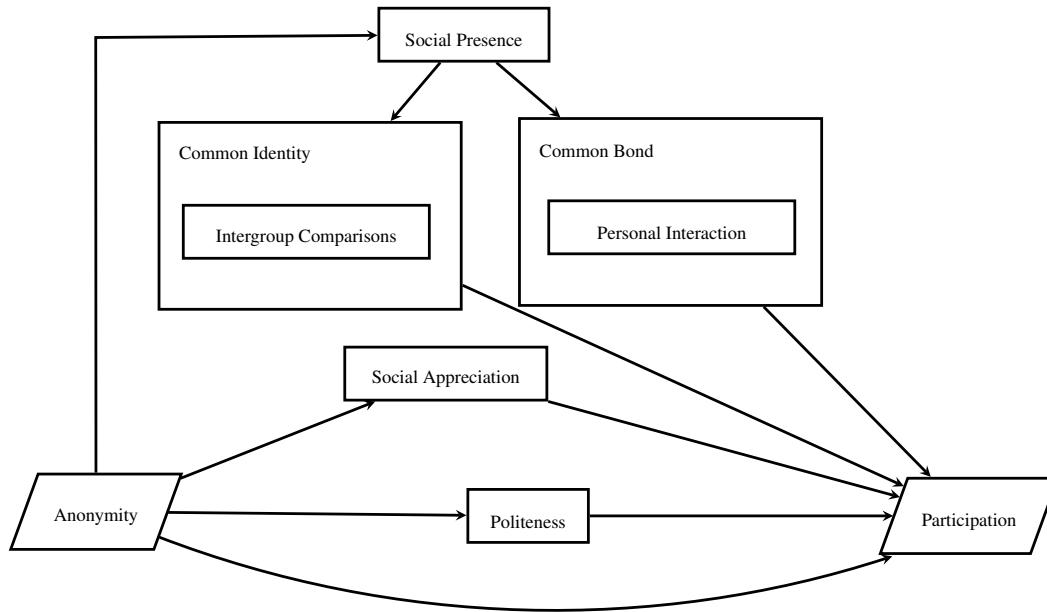 Social Presence
Common Identity
Common Bond
Intergroup Comparisons
Personal Interaction
Social Appreciation
Anonymity
Politeness
Participation